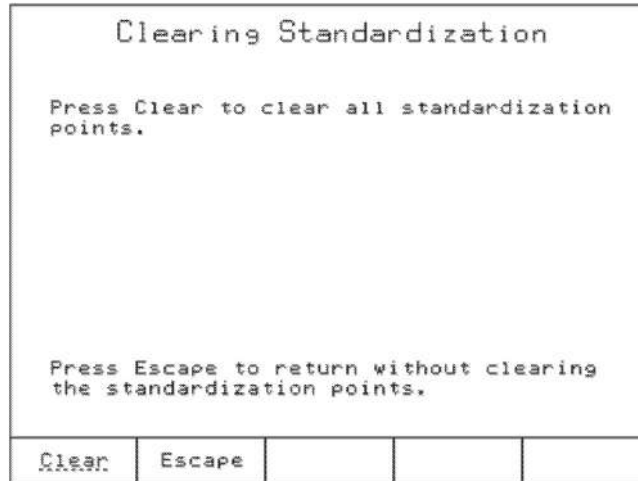 Clearing Standardization
Press Clear to clear all standardization
points.
Press Escape to return without clearing
the standardization points.
Clear Escape